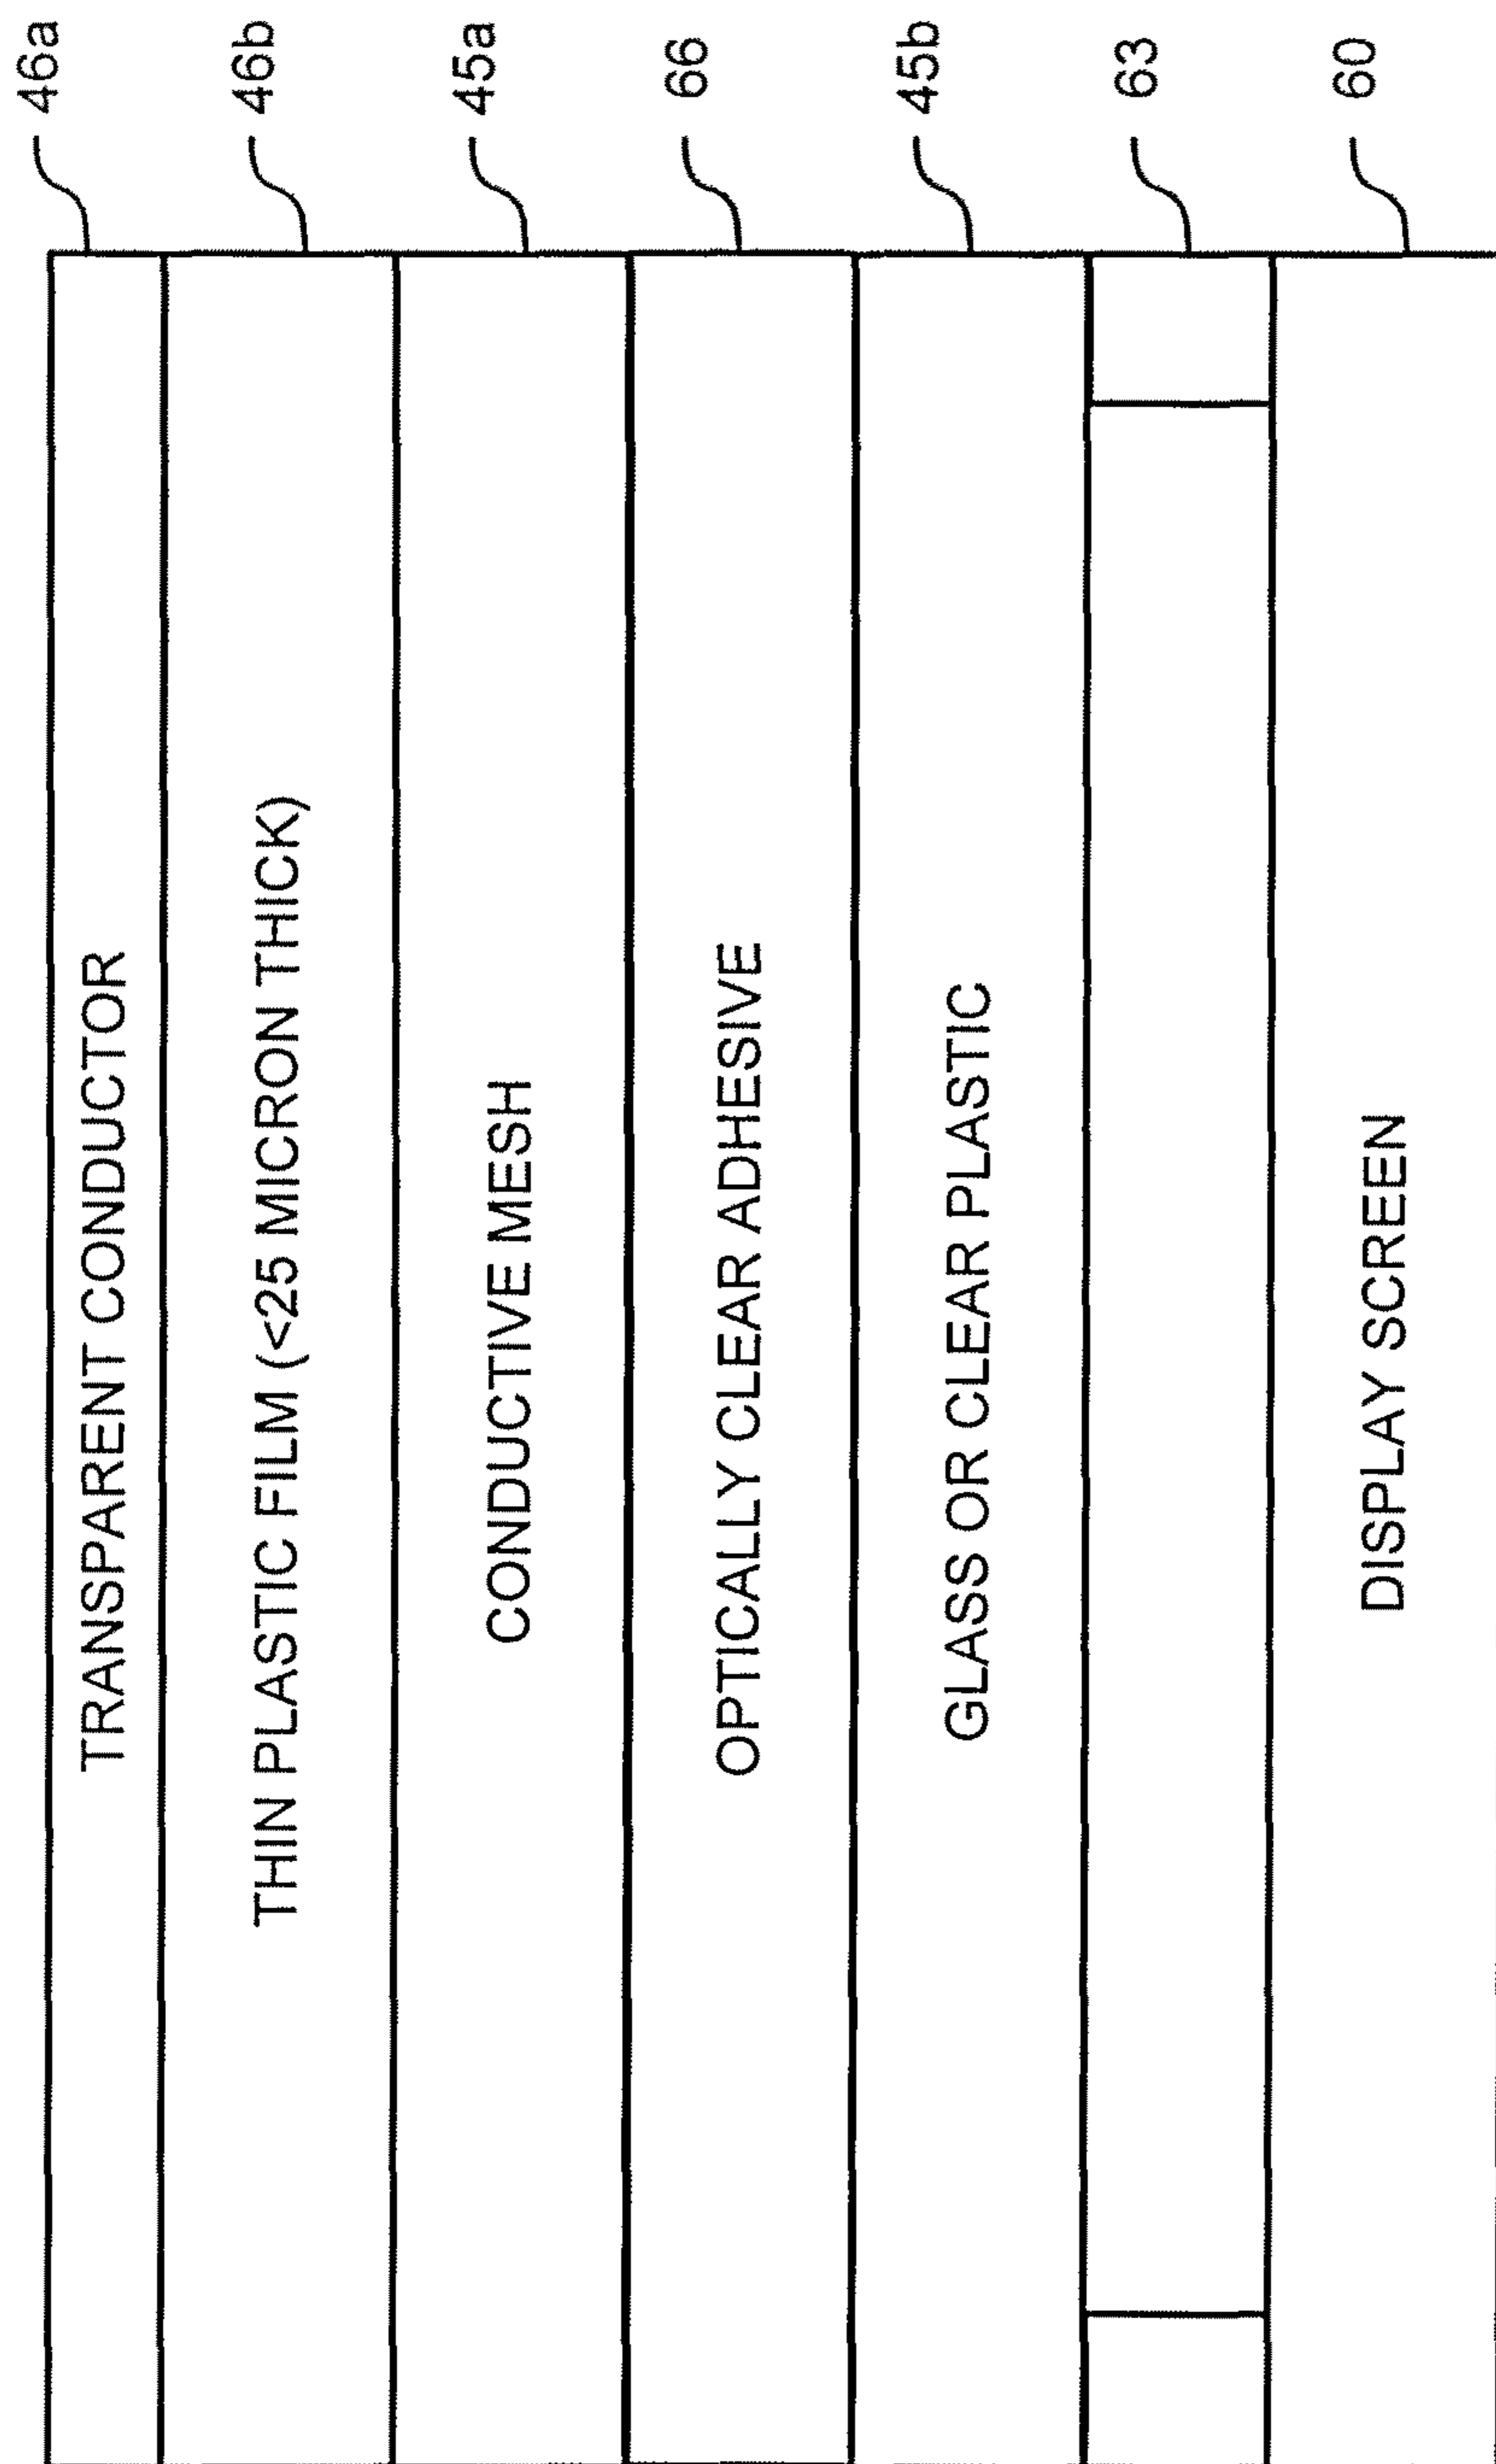 TRANSPARENT CONDUCTOR
46a
THIN PLASTIC FILM (<25 MICRON THICK)
46b
CONDUCTIVE MESH
45a
OPTICALLY CLEAR ADHESIVE
66
GLASS OR CLEAR PLASTIC
45b
63
DISPLAY SCREEN
60